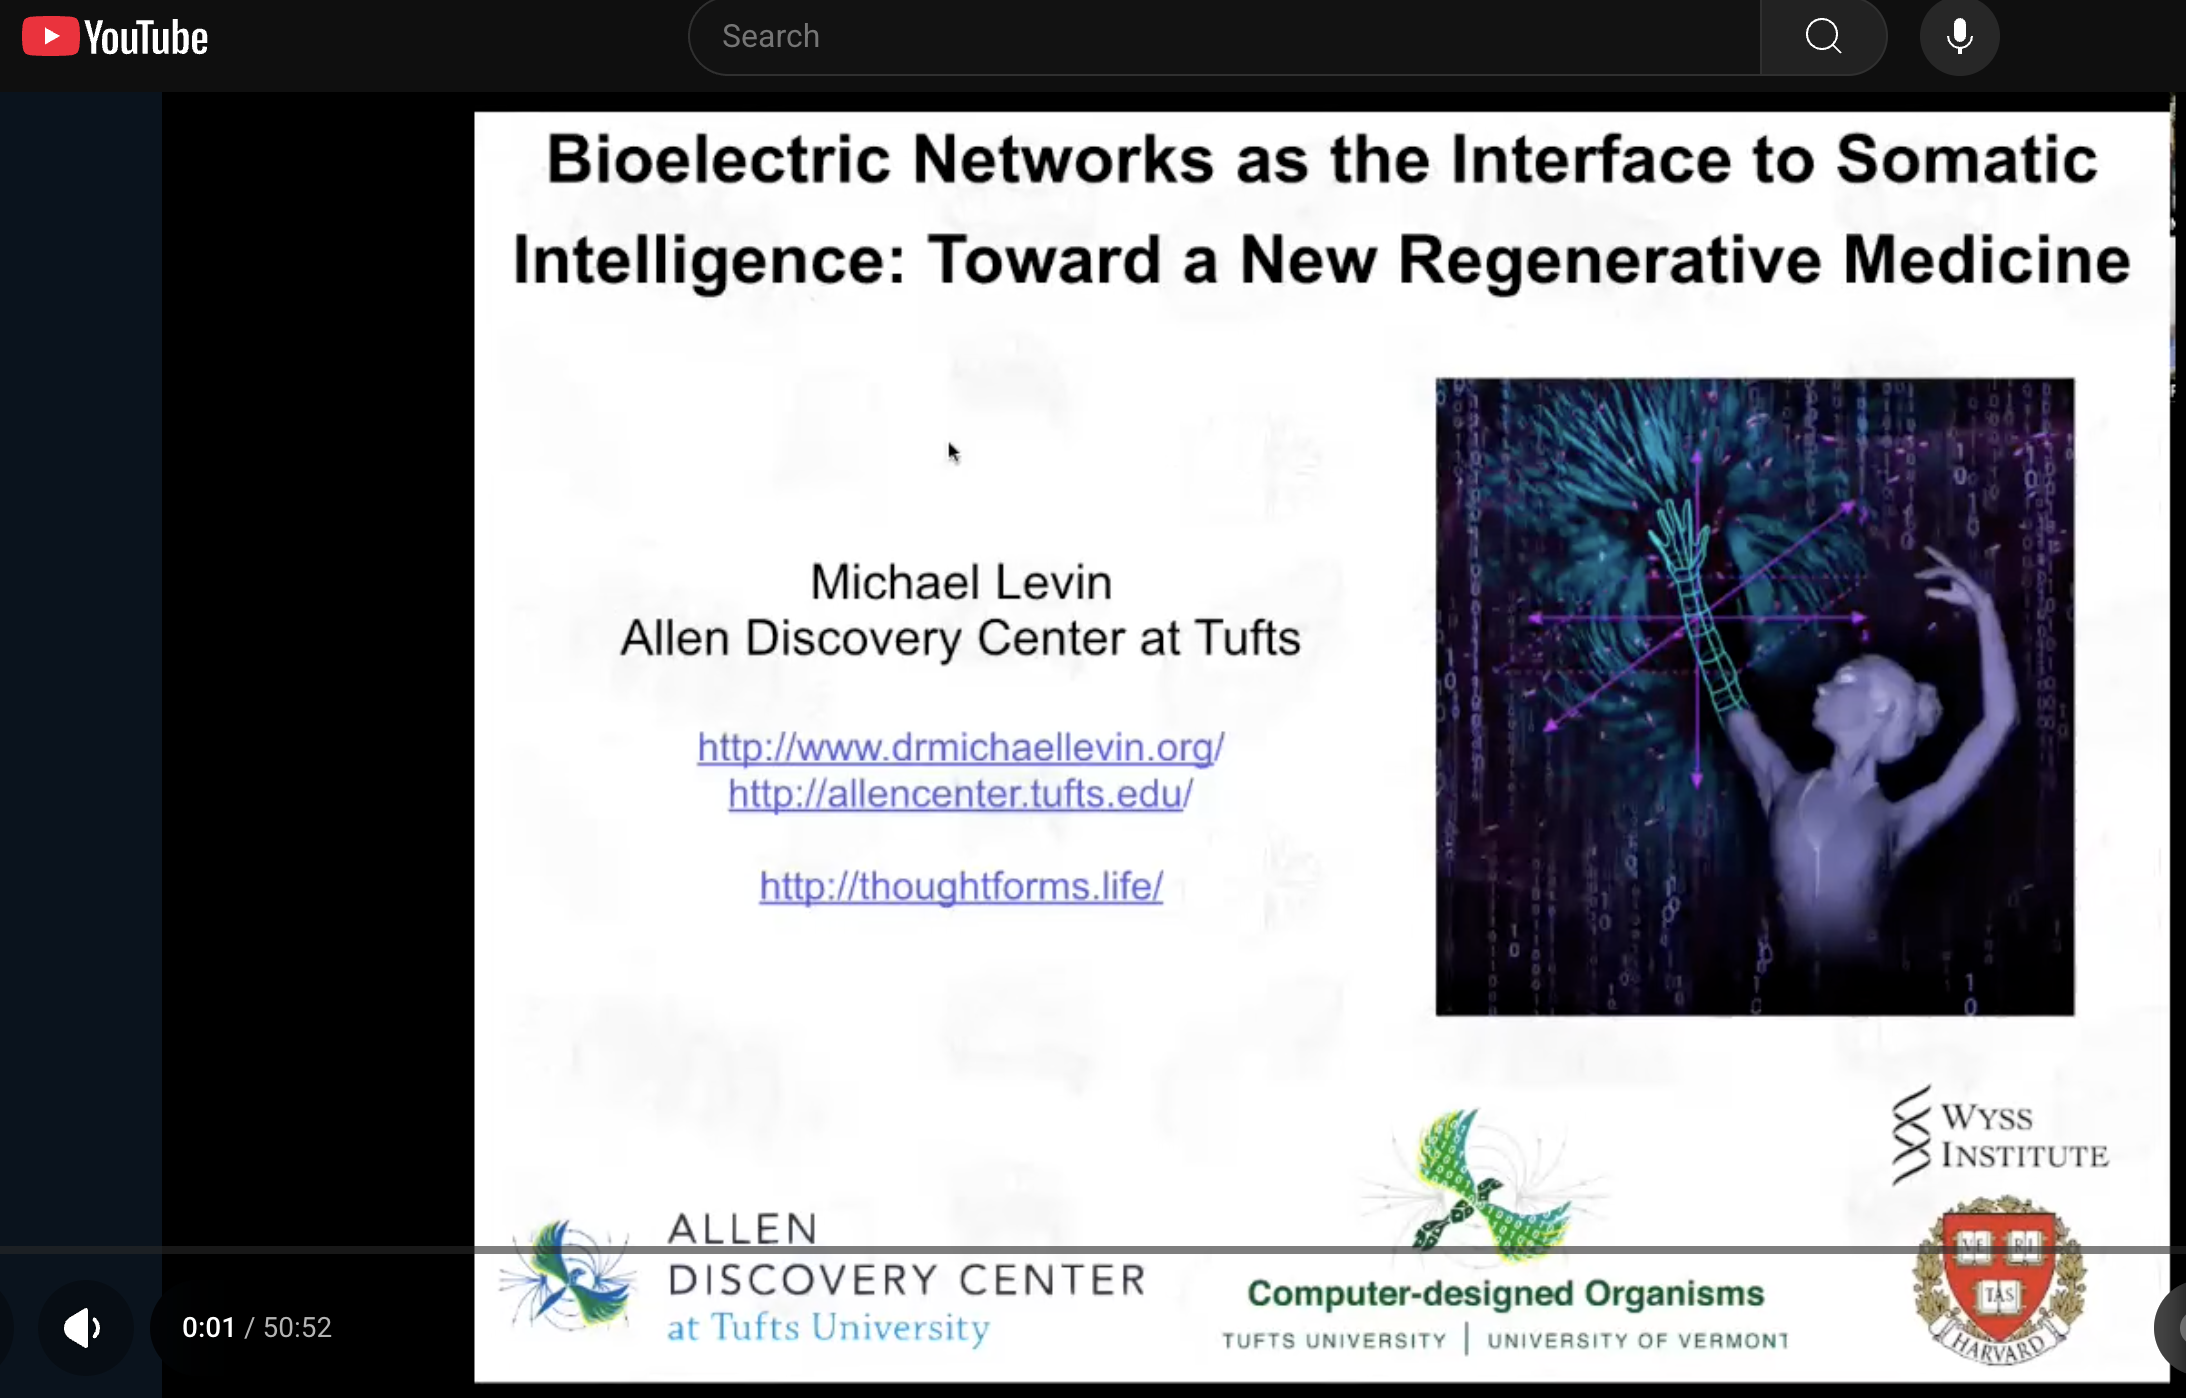 YouTube
Search
Bioelectric Networks as the Interface to Somatic
Intelligence: Toward a New Regenerative Medicine
Michael Levin
Allen Discovery Center at Tufts
http://www.drmichaellevin.org/
http://allencenter.tufts.edu/
http://thoughtforms.life/
WYSS
INSTITUTE
ALLEN
DISCOVERY CENTER
at Tufts University
Computer-designed Organisms
TUFTS UNIVERSITY | UNIVERSITY OF VERMONT
VE RI
TAS
HARVARD
0:01 / 50:52